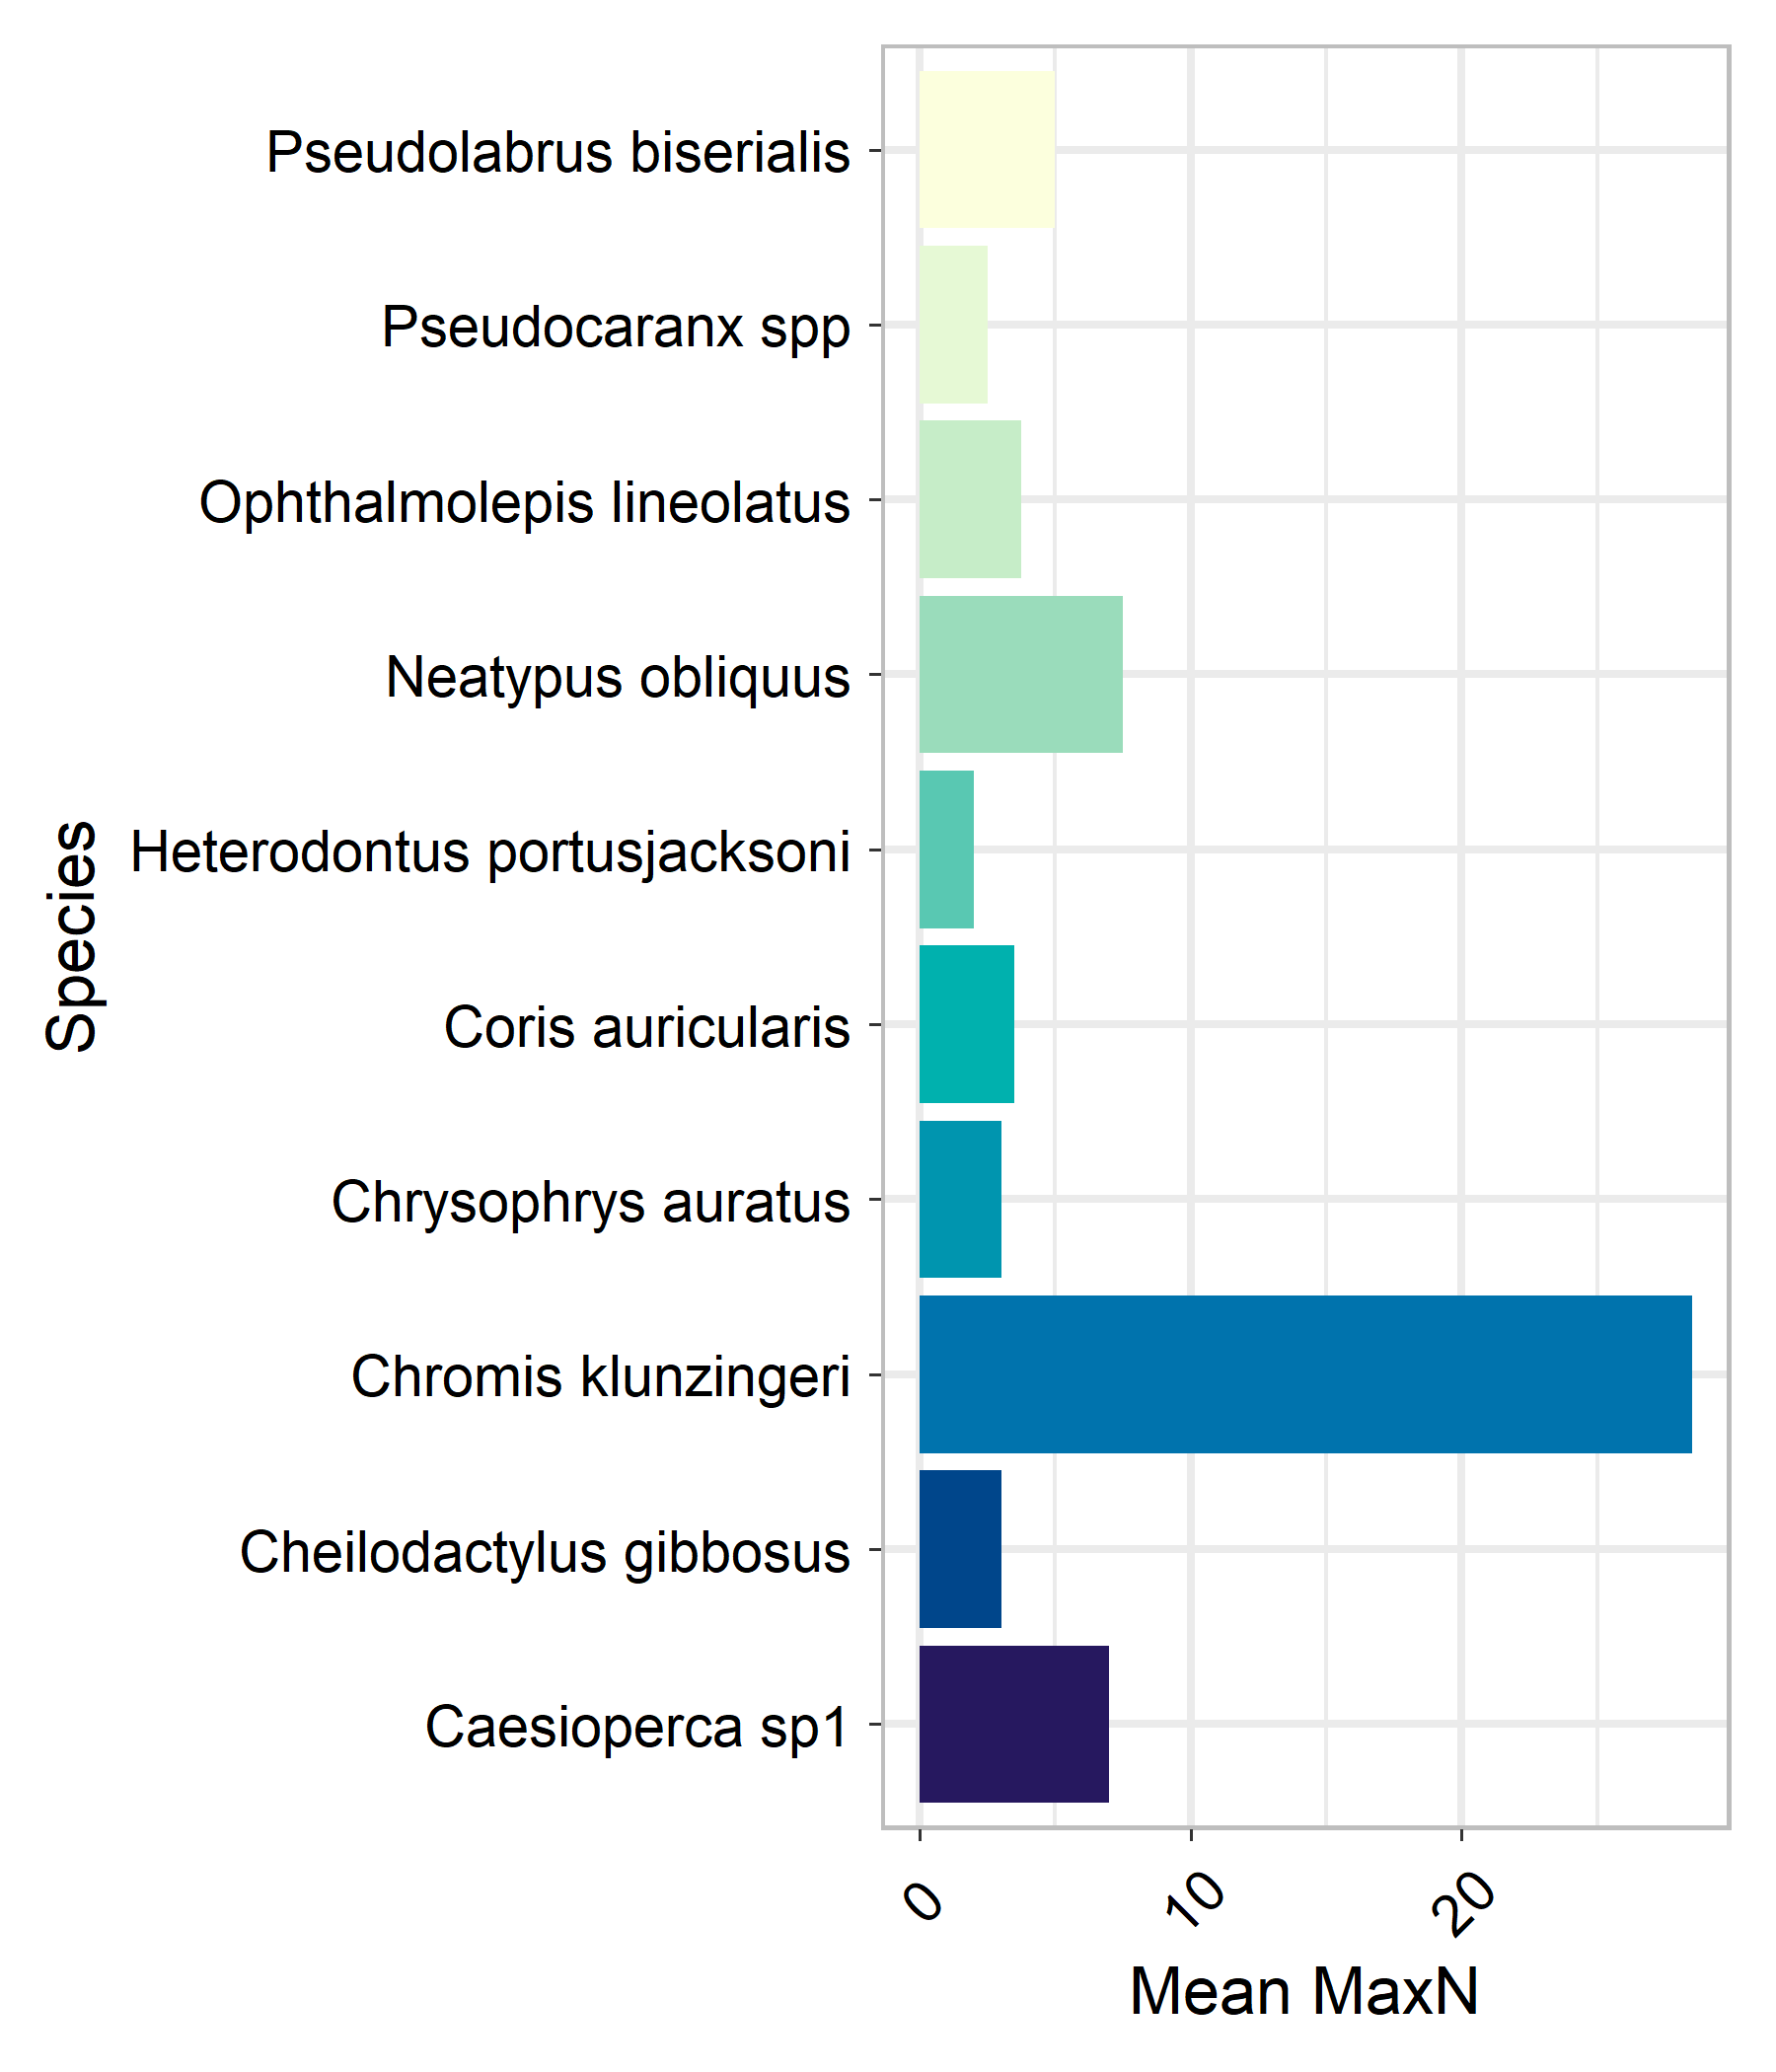 Pseudolabrus biserialis
Pseudocaranx spp
Ophthalmolepis lineolatus
Neatypus obliquus
Heterodontus portusjacksoni
Coris auricularis
Chrysophrys auratus
Chromis klunzingeri
Cheilodactylus gibbosus
Caesioperca sp1
Species
0
10
20
Mean MaxN